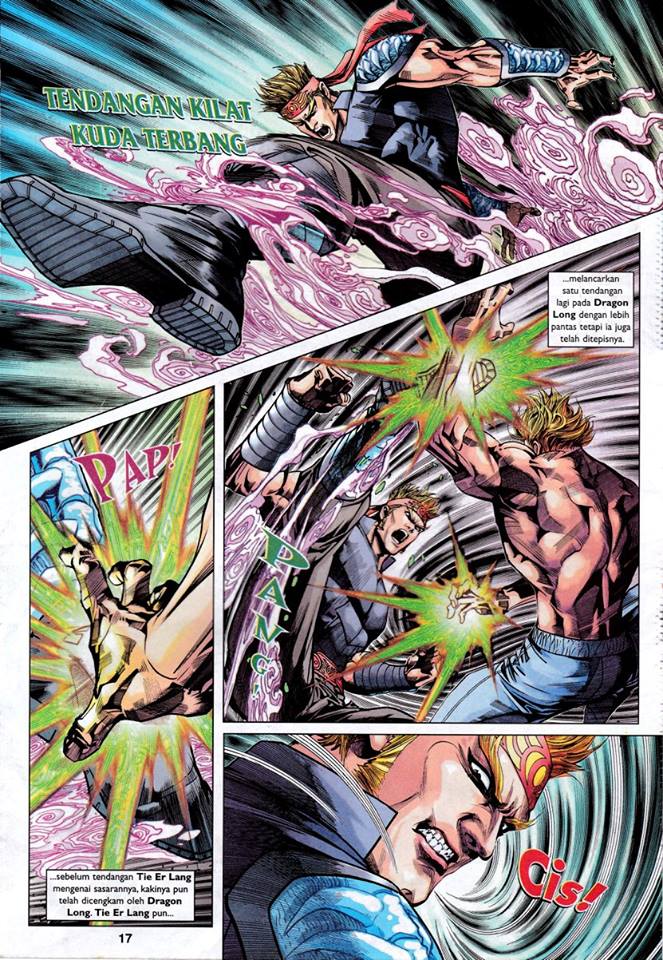 TENDANGAN KILAT
KUDA TERBANG
PAP!
...sebelum tendangan Tie Er Lang
mengenai sasarannya, kakinya pun
telah dicengkam oleh Dragon
Long. Tie Er Lang pun...
...melancarkan
satu tendangan
lagi pada Dragon
Long dengan lebih
pantas tetapi ia juga
telah ditepisnya.
PANG!
Cis!
17